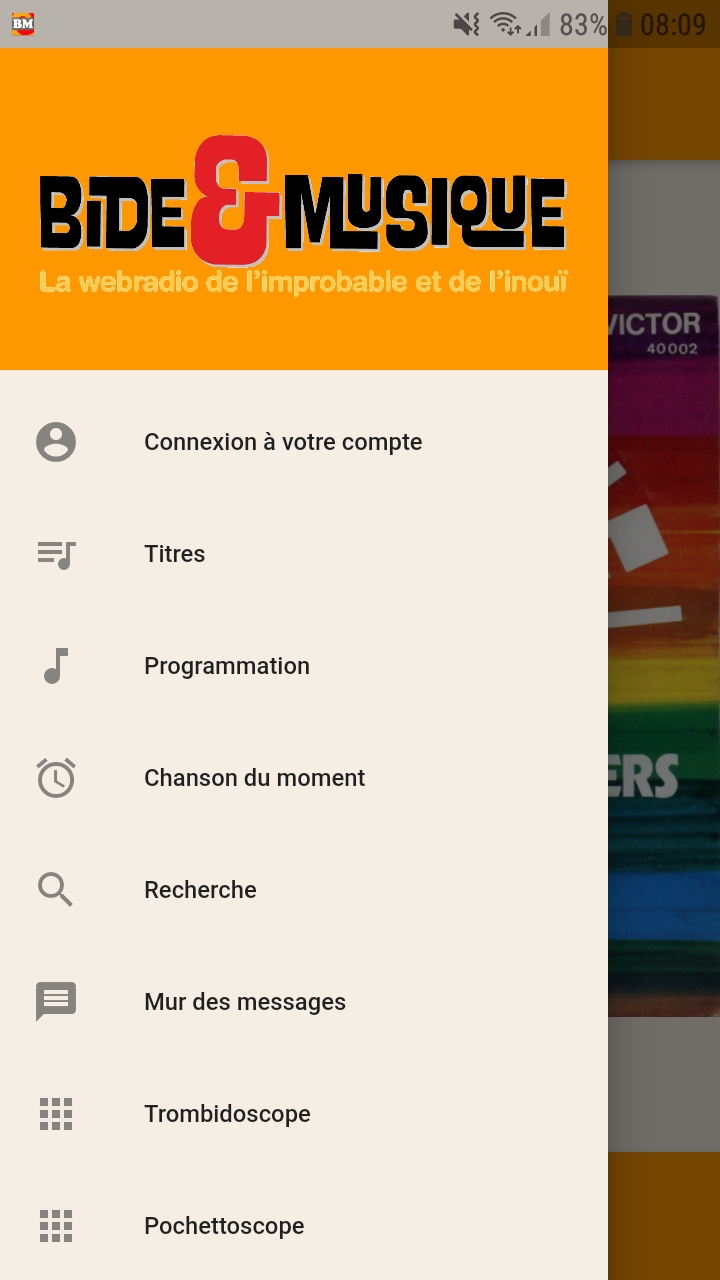 BM
83% 08:09
BiDE & MUSIQUE
La webradio de l'improbable et de l'inouï
VICTOR
40002
Connexion à votre compte
Titres
Programmation
Chanson du moment
ERS
Recherche
Mur des messages
Trombidoscope
Pochettoscope